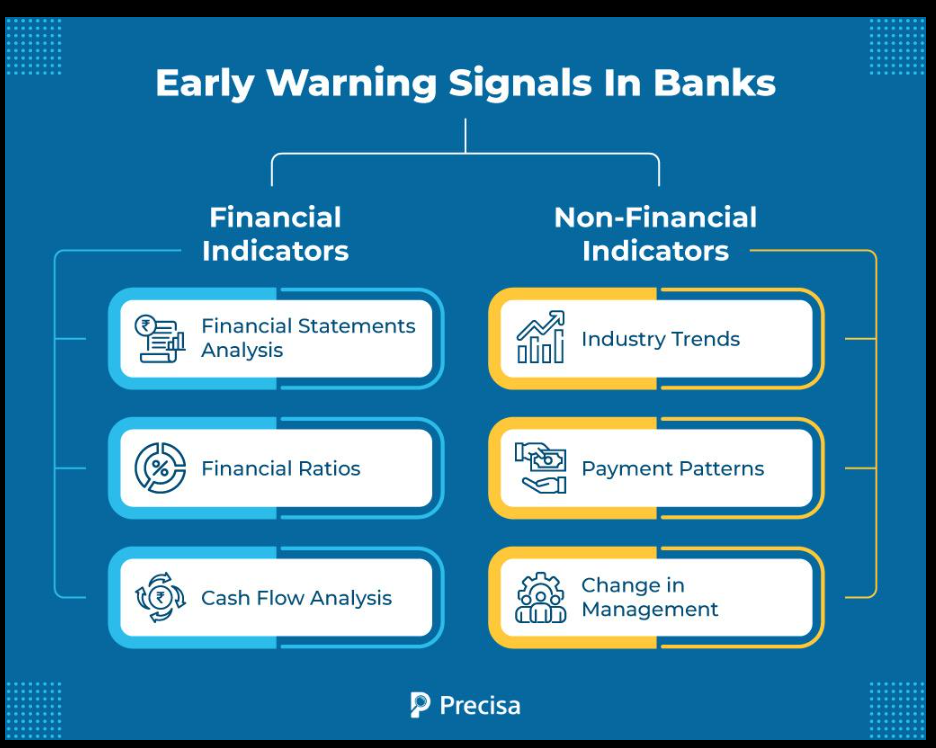 Early Warning Signals In Banks
Financial
Indicators
₹
Financial Statements
Analysis
%
Financial Ratios
₹
Cash Flow Analysis
Non-Financial
Indicators
Industry Trends
Payment Patterns
Change in
Management
Precisa